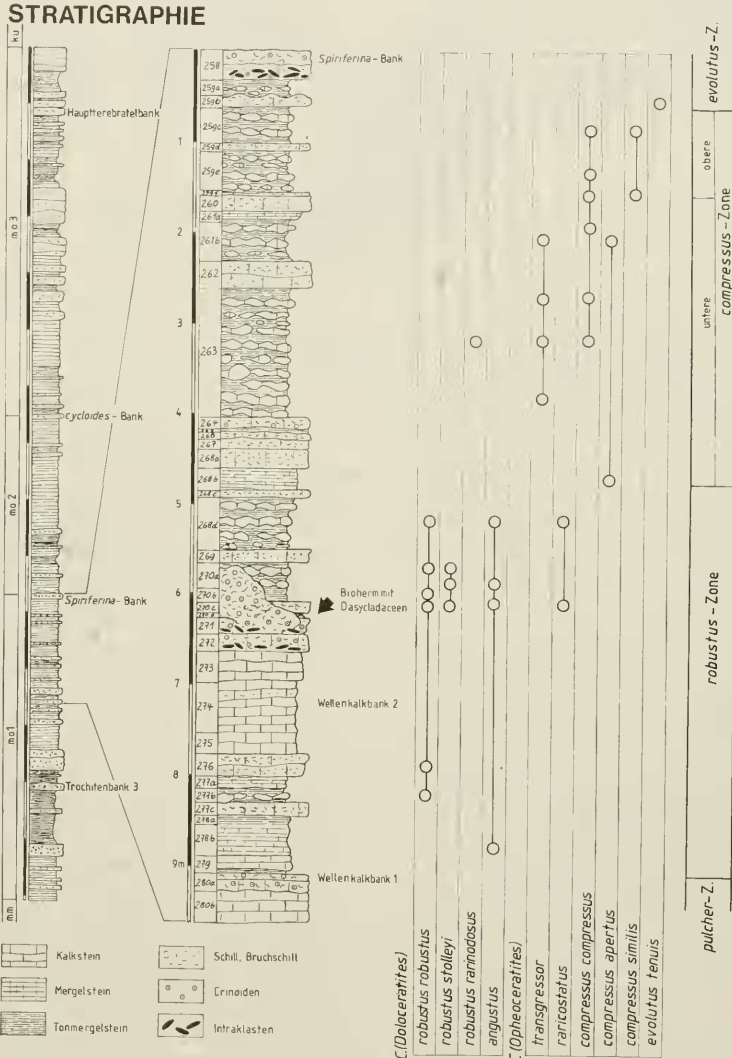 STRATIGRAPHIE
ku
mo3
mo2
mo1
mm
Haupterebratelbank
cycloides-Bank
Spiriferina-Bank
Trochitenbank 3
1
2
3
4
5
6
7
8
9m
258
259a
259b
259c
259d
259e
260
261a
261b
262
263
264
267
268a
268b
268c
268d
269
270a
270b
270c
271
272
273
274
275
276
277a
277b
277c
278a
278b
279
280a
280b
Spiriferina-Bank
Bioherm mit
Dasycladaceen
Wellenkalkbank 2
Wellenkalkbank 1
evolutus-Z.
obere
untere
compressus-Zone
robustus-Zone
pulcher-Z.
C.(Doloceratites)
robustus robustus
robustus stolleyi
robustus rarinodosus
angustus
C.(Opheoceratites)
transgressor
raricostatus
compressus compressus
compressus apertus
compressus similis
evolutus tenuis
Kalkstein
Mergelstein
Tonmergelstein
Schill, Bruchschill
Crinoiden
Intraklasten